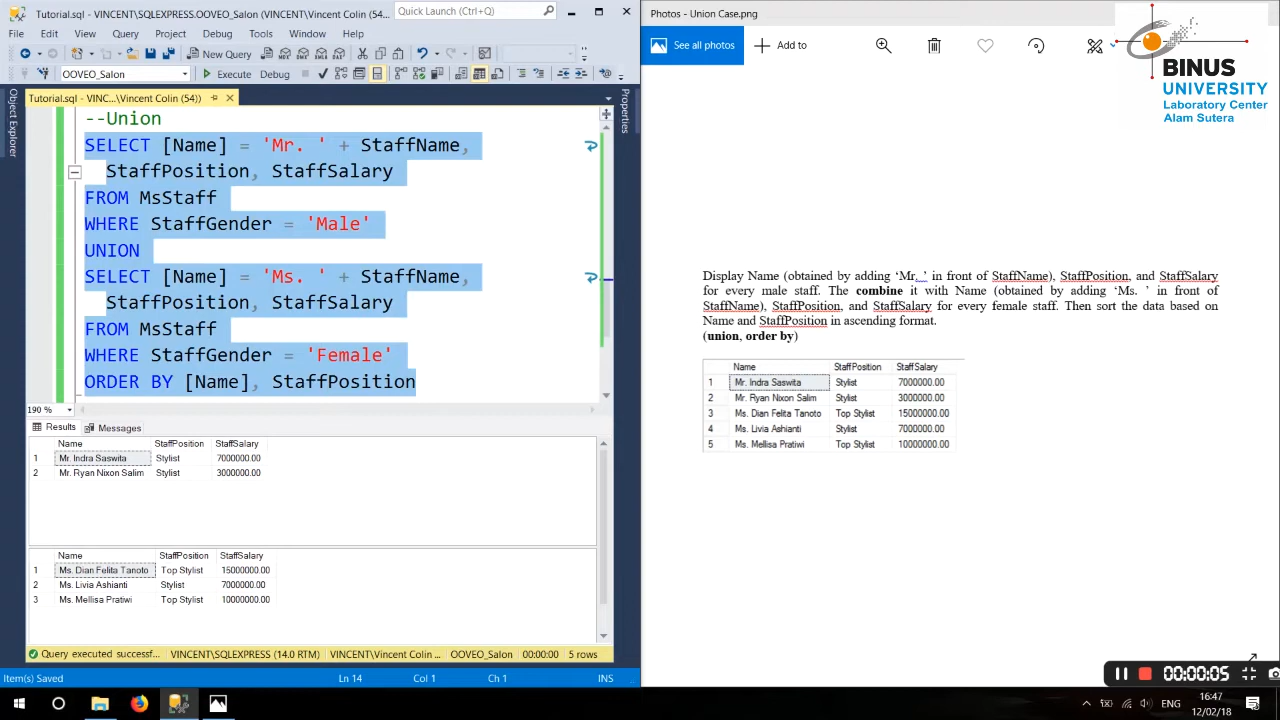 Tutorial.sql - VINCENT\SQLEXPRESS.OOVEO_Salon (VINCENT\Vincent Colin (54...
Quick Launch (Ctrl+Q)
File Edit View Query Project Debug Tools Window Help
New Query
OOVEO_Salon
Execute Debug
Object Explorer
Tutorial.sql - VINC...\Vincent Colin (54))
Properties
--Union
SELECT [Name] = 'Mr. ' + StaffName,
StaffPosition, StaffSalary
FROM MsStaff
WHERE StaffGender = 'Male'
UNION
SELECT [Name] = 'Ms. ' + StaffName,
StaffPosition, StaffSalary
FROM MsStaff
WHERE StaffGender = 'Female'
ORDER BY [Name], StaffPosition
190 %
Results Messages
Name StaffPosition StaffSalary
1 Mr. Indra Saswita Stylist 7000000.00
2 Mr. Ryan Nixon Salim Stylist 3000000.00
Name StaffPosition StaffSalary
1 Ms. Dian Felita Tanoto Top Stylist 15000000.00
2 Ms. Livia Ashianti Stylist 7000000.00
3 Ms. Mellisa Pratiwi Top Stylist 10000000.00
Query executed successf... VINCENT\SQLEXPRESS (14.0 RTM) VINCENT\Vincent Colin ... OOVEO_Salon 00:00:00 5 rows
Item(s) Saved Ln 14 Col 1 Ch 1 INS
Photos - Union Case.png
See all photos Add to
BINUS
UNIVERSITY
Laboratory Center
Alam Sutera
Display Name (obtained by adding ‘Mr. ’ in front of StaffName), StaffPosition, and StaffSalary
for every male staff. The combine it with Name (obtained by adding ‘Ms. ’ in front of
StaffName), StaffPosition, and StaffSalary for every female staff. Then sort the data based on
Name and StaffPosition in ascending format.
(union, order by)
Name StaffPosition StaffSalary
1 Mr. Indra Saswita Stylist 7000000.00
2 Mr. Ryan Nixon Salim Stylist 3000000.00
3 Ms. Dian Felita Tanoto Top Stylist 15000000.00
4 Ms. Livia Ashianti Stylist 7000000.00
5 Ms. Mellisa Pratiwi Top Stylist 10000000.00
00:00:05
ENG
16:47
12/02/18